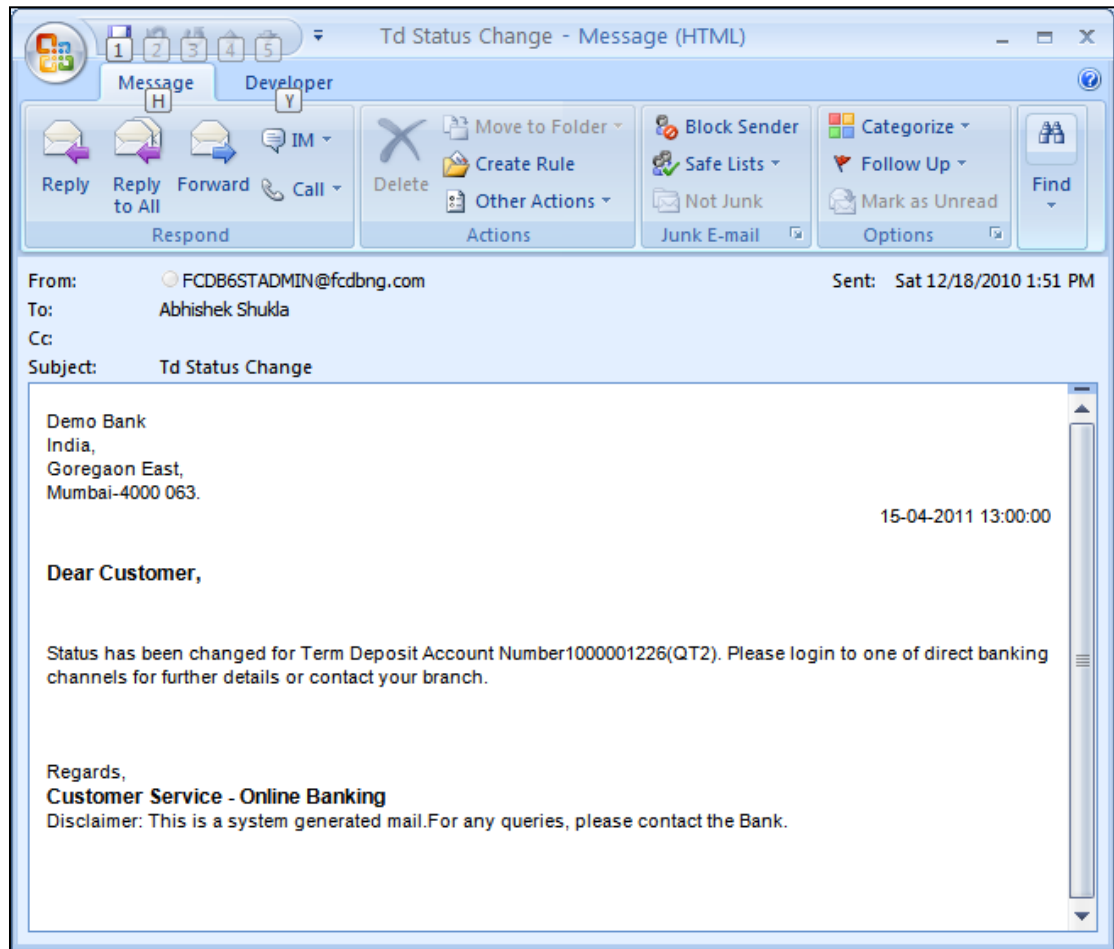 Td Status Change - Message (HTML)
1 2 3 4 5
Message Developer
H Y
Reply
Reply to All
Forward
IM
Call
Respond
Delete
Move to Folder
Create Rule
Other Actions
Actions
Block Sender
Safe Lists
Not Junk
Junk E-mail
Categorize
Follow Up
Mark as Unread
Options
Find
From: FCDB6STADMIN@fcdbng.com Sent: Sat 12/18/2010 1:51 PM
To: Abhishek Shukla
Cc:
Subject: Td Status Change
Demo Bank
India,
Goregaon East,
Mumbai-4000 063.
15-04-2011 13:00:00
Dear Customer,
Status has been changed for Term Deposit Account Number1000001226(QT2). Please login to one of direct banking
channels for further details or contact your branch.
Regards,
Customer Service - Online Banking
Disclaimer: This is a system generated mail.For any queries, please contact the Bank.